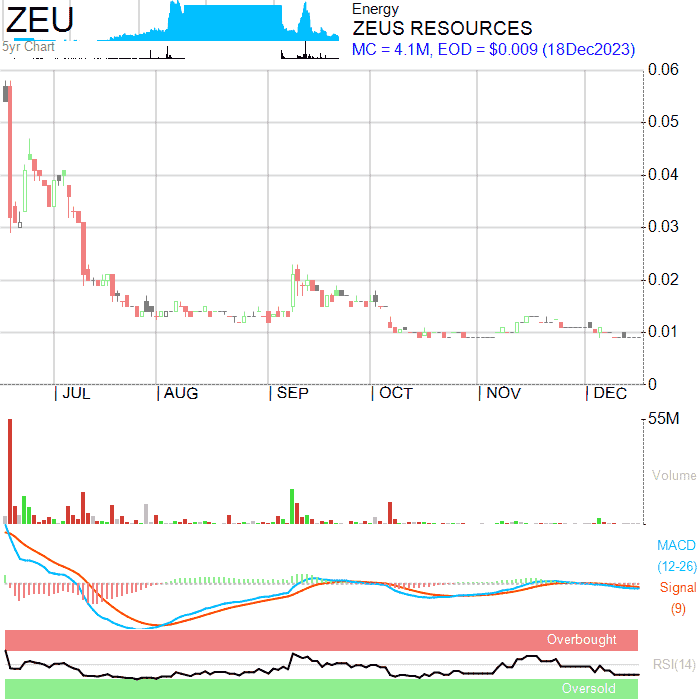 ZEU
5yr Chart
Energy
ZEUS RESOURCES
MC = 4.1M, EOD = $0.009 (18Dec2023)
0.06
0.05
0.04
0.03
0.02
0.01
0
JUL AUG SEP OCT NOV DEC
55M
Volume
MACD
(12-26)
Signal
(9)
Overbought
RSI(14)
Oversold